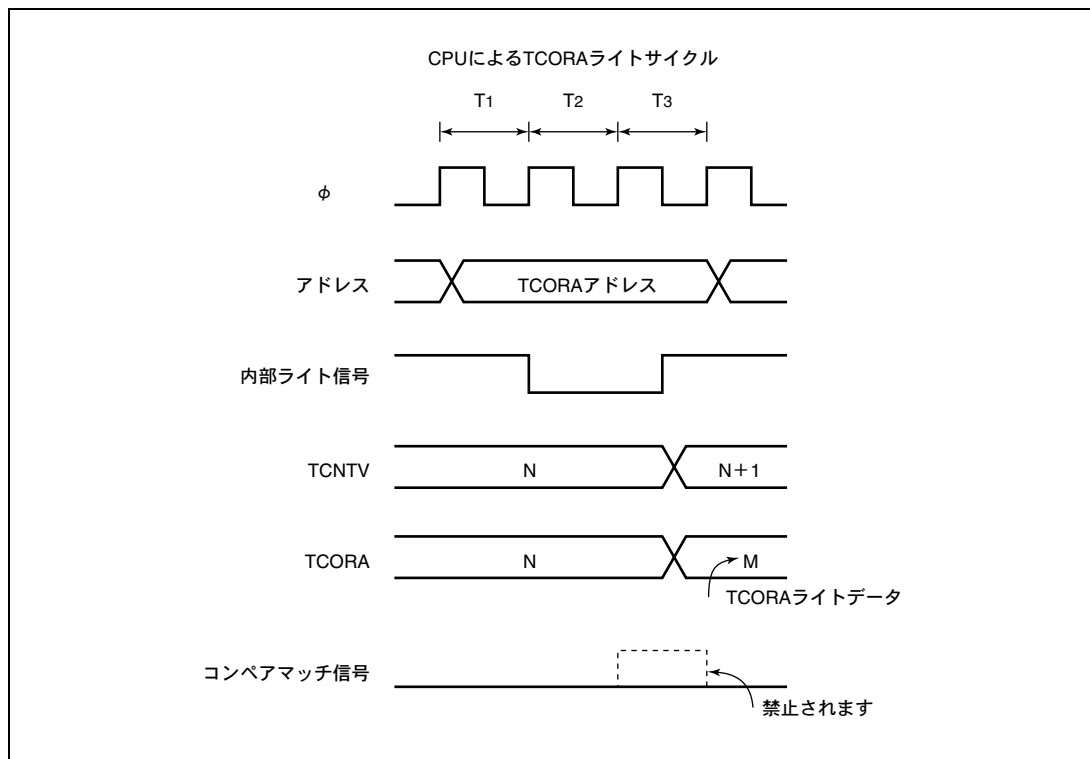 CPUによるTCORAライトサイクル
T1 T2 T3
φ
アドレス TCORAアドレス
内部ライト信号
TCNTV N N+1
TCORA N M
TCORAライトデータ
コンペアマッチ信号
禁止されます